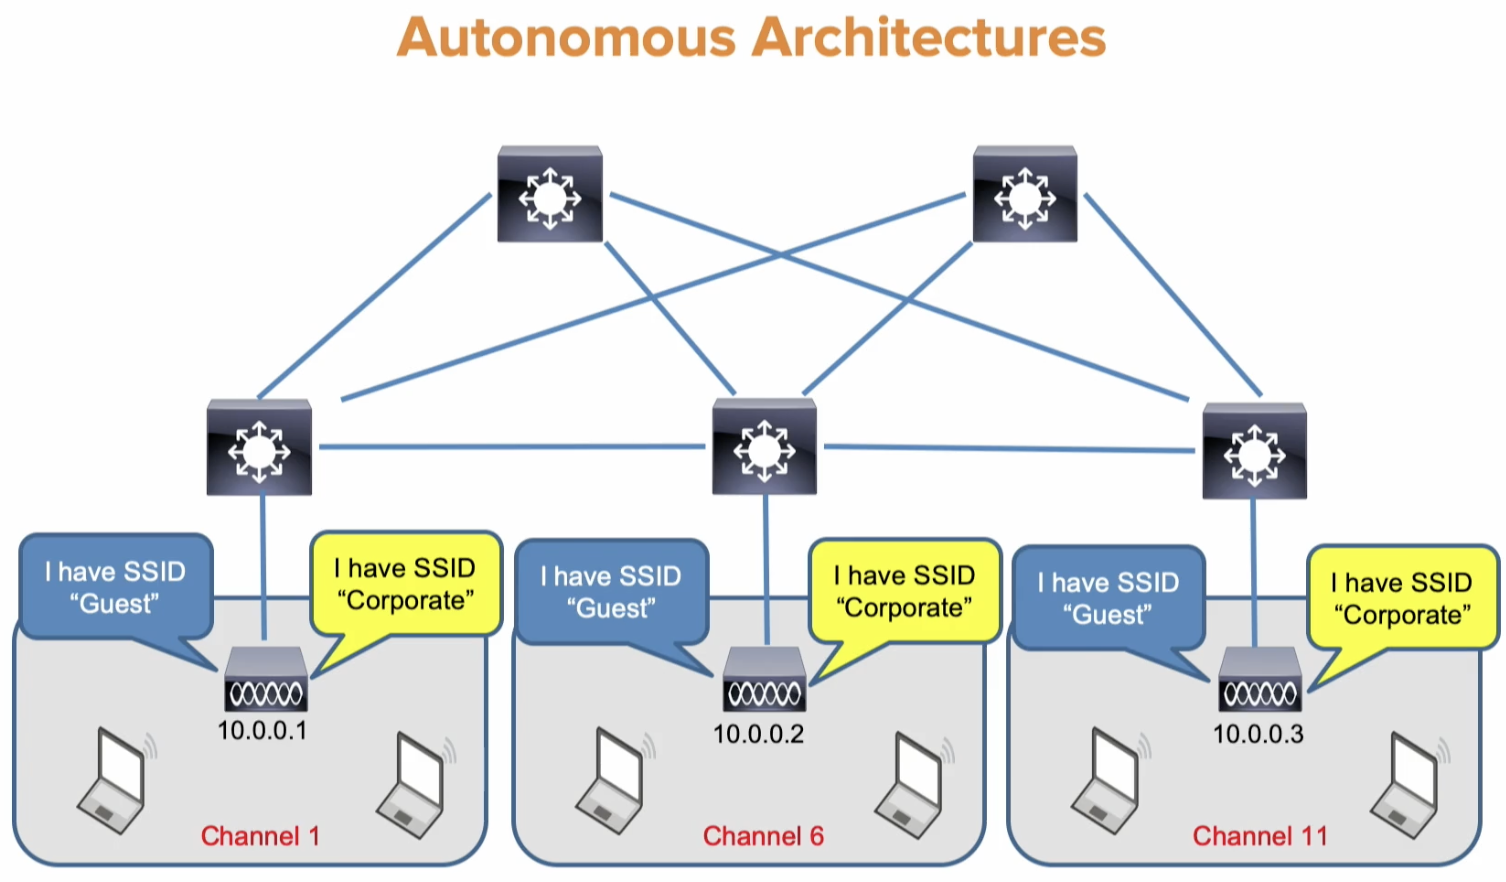 Autonomous Architectures
I have SSID
“Guest”
I have SSID
“Corporate”
I have SSID
“Guest”
I have SSID
“Corporate”
I have SSID
“Guest”
I have SSID
“Corporate”
10.0.0.1
10.0.0.2
10.0.0.3
Channel 1
Channel 6
Channel 11